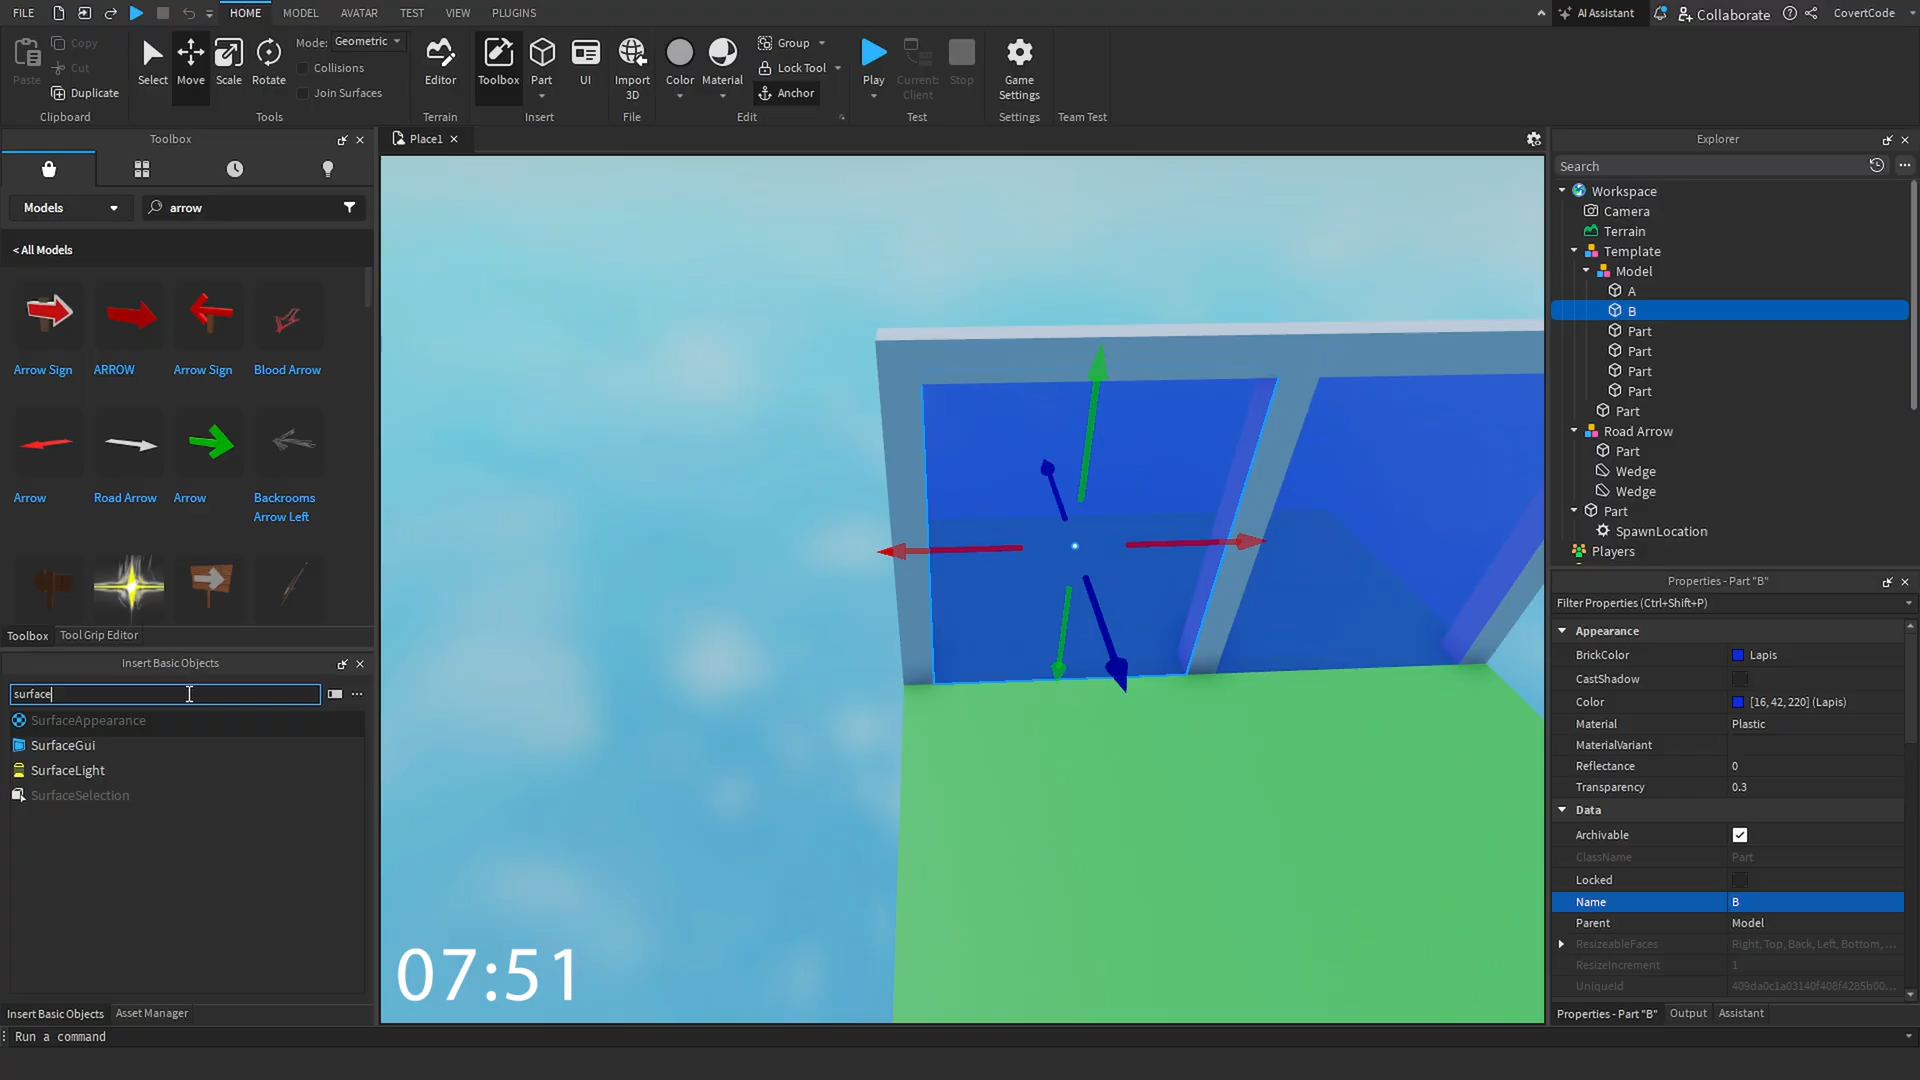 FILE
HOME
MODEL
AVATAR
TEST
VIEW
PLUGINS
AI Assistant
Collaborate
CovertCode
Paste
Copy
Cut
Duplicate
Clipboard
Select
Move
Scale
Rotate
Mode: Geometric
Collisions
Join Surfaces
Tools
Editor
Terrain
Toolbox
Part
UI
Insert
Import
3D
File
Color
Material
Group
Lock Tool
Anchor
Edit
Play
Current:
Client
Stop
Test
Game
Settings
Settings
Team Test
Toolbox
Models
arrow
< All Models
Arrow Sign
ARROW
Arrow Sign
Blood Arrow
Arrow
Road Arrow
Arrow
Backrooms
Arrow Left
Toolbox
Tool Grip Editor
Insert Basic Objects
surface
SurfaceAppearance
SurfaceGui
SurfaceLight
SurfaceSelection
Insert Basic Objects
Asset Manager
Run a command
Place1
07:51
Explorer
Search
Workspace
Camera
Terrain
Template
Model
A
B
Part
Part
Part
Part
Part
Road Arrow
Part
Wedge
Wedge
Part
SpawnLocation
Players
Properties - Part "B"
Filter Properties (Ctrl+Shift+P)
Appearance
BrickColor Lapis
CastShadow
Color [16, 42, 220] (Lapis)
Material Plastic
MaterialVariant
Reflectance 0
Transparency 0.3
Data
Archivable
ClassName Part
Locked
Name B
Parent Model
ResizeableFaces Right, Top, Back, Left, Bottom, ...
ResizeIncrement 1
UniqueId 409da0c1a03140f408f4285b00...
Properties - Part "B"
Output
Assistant